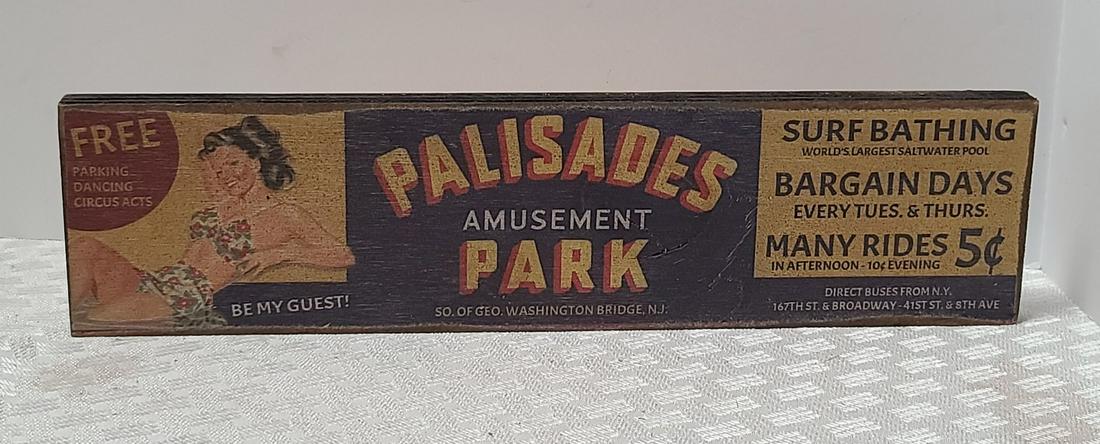 FREE
PARKING
DANCING
CIRCUS ACTS
BE MY GUEST!
PALISADES
AMUSEMENT
PARK
SO. OF GEO. WASHINGTON BRIDGE, N.J.
SURF BATHING
WORLD'S LARGEST SALTWATER POOL
BARGAIN DAYS
EVERY TUES. & THURS.
MANY RIDES 5¢
IN AFTERNOON - 10¢ EVENING
DIRECT BUSES FROM N.Y.
167TH ST. & BROADWAY - 41ST ST. & 8TH AVE